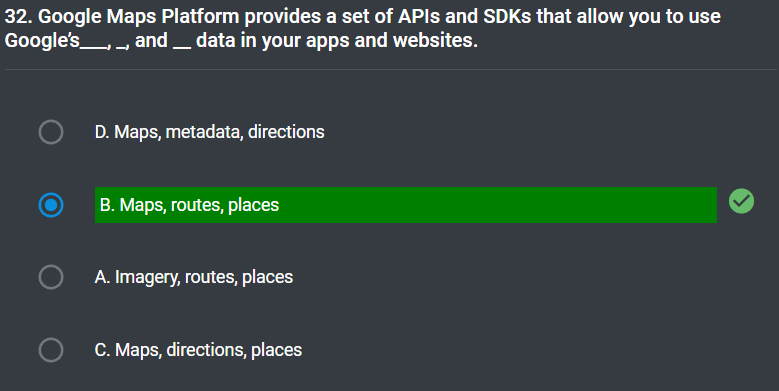 32. Google Maps Platform provides a set of APIs and SDKs that allow you to use
Google's___, _, and __ data in your apps and websites.
D. Maps, metadata, directions
B. Maps, routes, places
A. Imagery, routes, places
C. Maps, directions, places